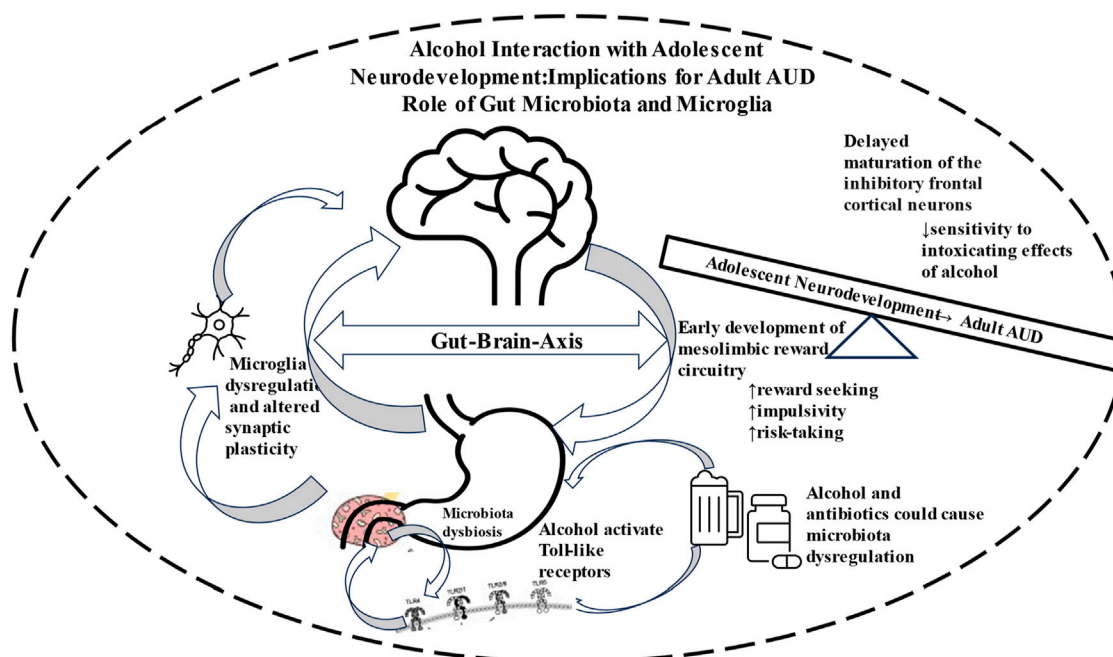 Alcohol Interaction with Adolescent
Neurodevelopment:Implications for Adult AUD
Role of Gut Microbiota and Microglia
Delayed
maturation of the
inhibitory frontal
cortical neurons
↓sensitivity to
intoxicating effects
of alcohol
Adolescent Neurodevelopment→ Adult AUD
Gut-Brain-Axis
Early development of
mesolimbic reward
circuitry
↑reward seeking
↑impulsivity
↑risk-taking
Microglia
dysregulatio
and altered
synaptic
plasticity
Microbiota
dysbiosis
Alcohol activate
Toll-like
receptors
Alcohol and
antibiotics could cause
microbiota
dysregulation
TLR4